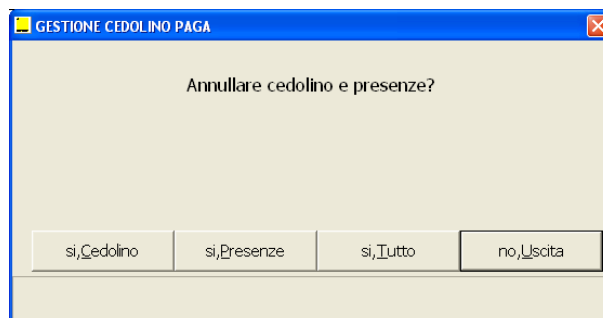 GESTIONE CEDOLINO PAGA
Annullare cedolino e presenze?
si,Cedolino si,Presenze si,Tutto no,Uscita